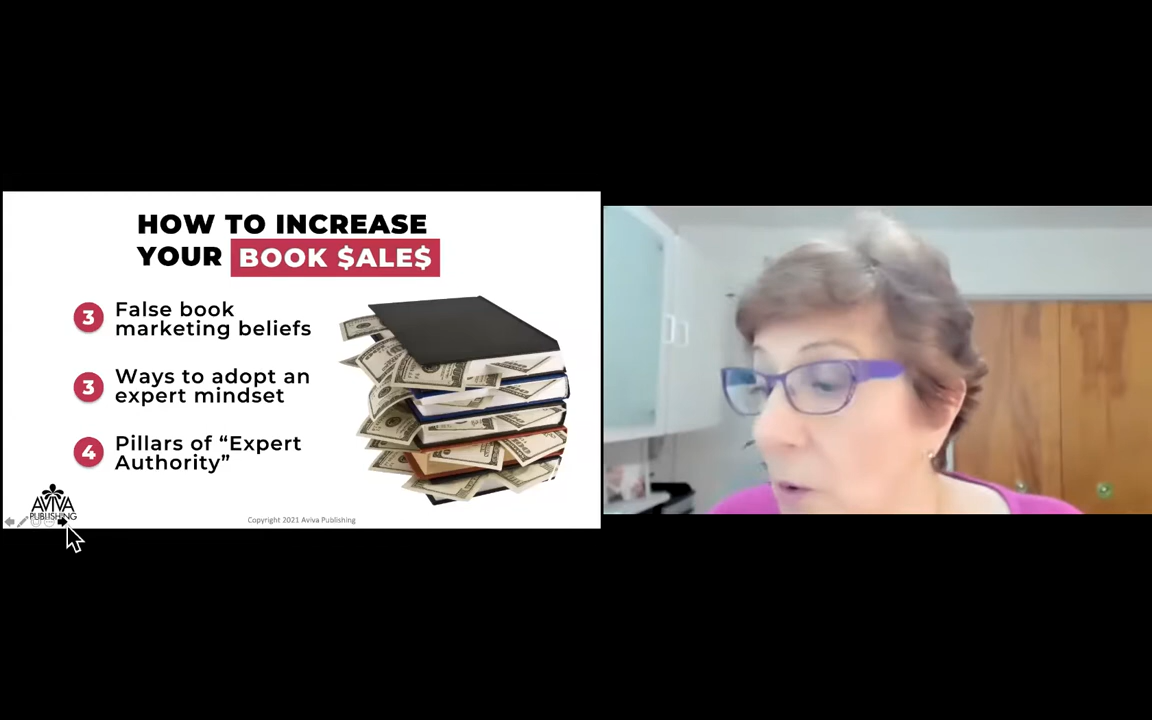 HOW TO INCREASE
YOUR BOOK $ALE$
3 False book
marketing beliefs
3 Ways to adopt an
expert mindset
4 Pillars of “Expert
Authority”
AVIVA
PUBLISHING
Copyright 2021 Aviva Publishing